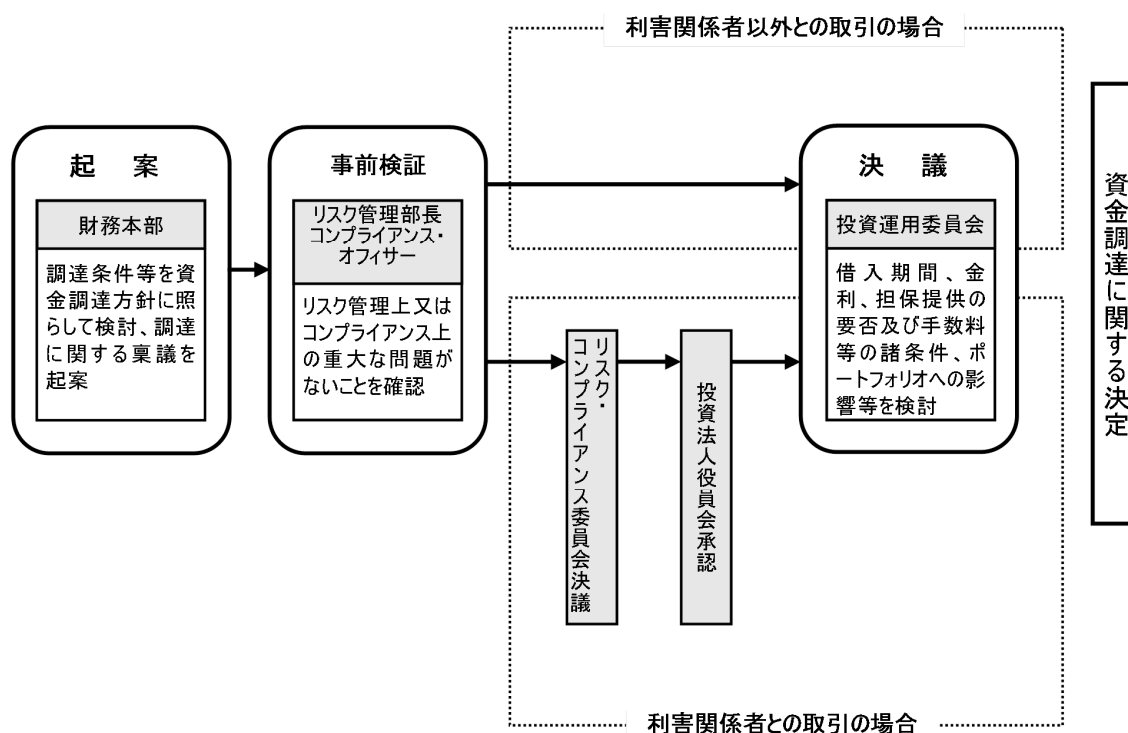 利害関係者以外との取引の場合
起 案
財務本部
調達条件等を資
金調達方針に照
らして検討、調達
に関する稟議を
起案
事前検証
リスク管理部長
コンプライアンス・
オフィサー
リスク管理上又は
コンプライアンス上
の重大な問題が
ないことを確認
リスク・
コンプライアンス委員会決議
投資法人役員会承認
決 議
投資運用委員会
借入期間、金
利、担保提供の
要否及び手数料
等の諸条件、ポ
ートフォリオへの影
響等を検討
資金調達に関する決定
利害関係者との取引の場合